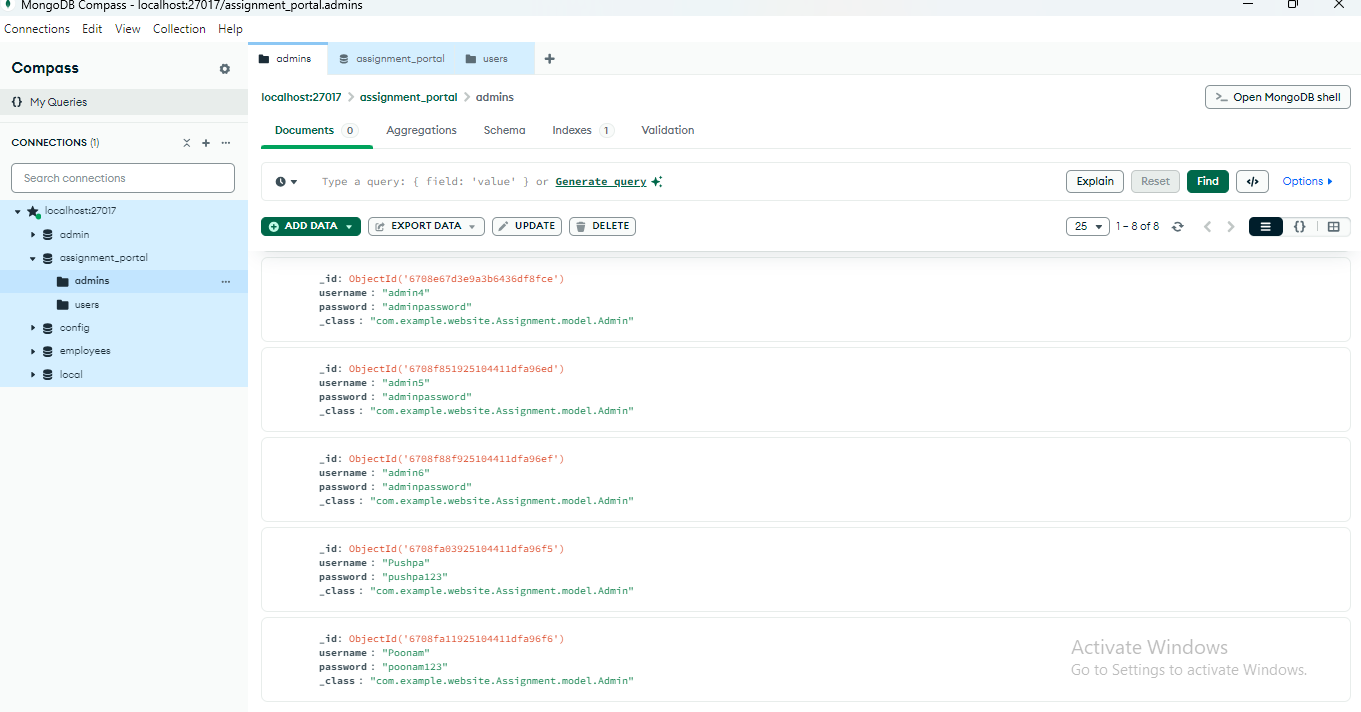 MongoDB Compass - localhost:27017/assignment_portal.admins
Connections Edit View Collection Help
Compass
{} My Queries
CONNECTIONS (1)
Search connections
localhost:27017
admin
assignment_portal
admins
users
config
employees
local
admins assignment_portal users
localhost:27017 > assignment_portal > admins
>_ Open MongoDB shell
Documents 0 Aggregations Schema Indexes 1 Validation
Type a query: { field: 'value' } or Generate query
Explain Reset Find </> Options
ADD DATA EXPORT DATA UPDATE DELETE
25 1 – 8 of 8 {}
_id: ObjectId('6708e67d3e9a3b6436df8fce')
username : "admin4"
password : "adminpassword"
_class : "com.example.website.Assignment.model.Admin"
_id: ObjectId('6708f851925104411dfa96ed')
username : "admin5"
password : "adminpassword"
_class : "com.example.website.Assignment.model.Admin"
_id: ObjectId('6708f88f925104411dfa96ef')
username : "admin6"
password : "adminpassword"
_class : "com.example.website.Assignment.model.Admin"
_id: ObjectId('6708fa03925104411dfa96f5')
username : "Pushpa"
password : "pushpa123"
_class : "com.example.website.Assignment.model.Admin"
_id: ObjectId('6708fa11925104411dfa96f6')
username : "Poonam"
password : "poonam123"
_class : "com.example.website.Assignment.model.Admin"
Activate Windows
Go to Settings to activate Windows.